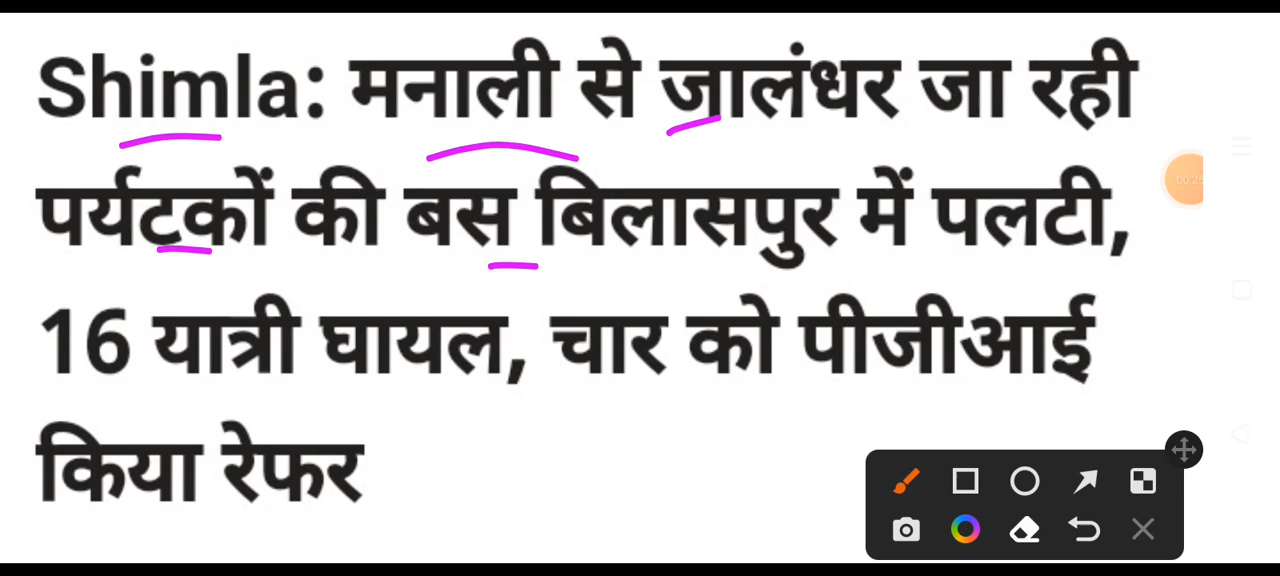 Shimla: मनाली से जालंधर जा रही
पर्यटकों की बस बिलासपुर में पलटी,
16 यात्री घायल, चार को पीजीआई
किया रेफर